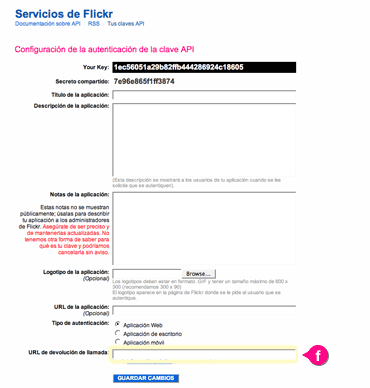 Servicios de Flickr
Documentación sobre API RSS Tus claves API
Configuración de la autenticación de la clave API
Your Key: 1ec56051a29b82ffb444286924c18605
Secreto compartido: 7e96e865f1ff3874
Título de la aplicación:
Descripción de la aplicación:
(Esta descripción se mostrará a los usuarios de tu aplicación cuando se les
solicite que se autentiquen).
Notas de la aplicación:
Estas notas no se muestran
públicamente; úsalas para describir
tu aplicación a los administradores
de Flickr. Asegúrate de ser preciso y
de mantenerlas actualizadas. No
tenemos otra forma de saber para
qué es tu clave y podríamos
cancelarla sin aviso.
Logotipo de la aplicación:
(Opcional)
Browse...
Los logotipos deben estar en formato .GIF y tener un tamaño máximo de 800 x
300 (recomendamos 300 x 90)
El logotipo aparece en la página de Flickr donde se le pide al usuario que se
autentique.
URL de la aplicación:
(Opcional)
Tipo de autenticación:
Aplicación Web
Aplicación de escritorio
Aplicación móvil
URL de devolución de llamada:
f
GUARDAR CAMBIOS